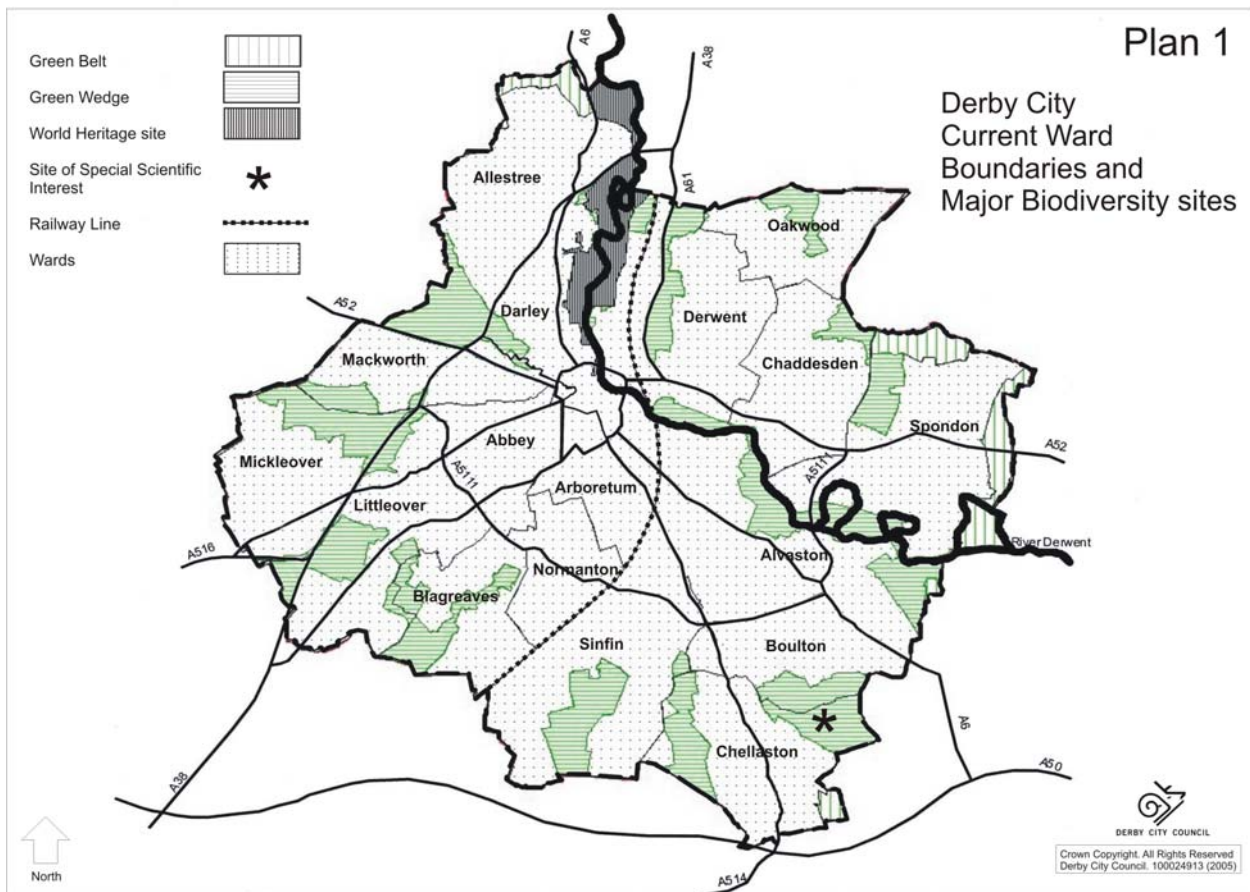 Plan 1
Derby City
Current Ward
Boundaries and
Major Biodiversity sites
Green Belt
Green Wedge
World Heritage site
Site of Special Scientific
Interest
Railway Line
Wards
A6
A38
A61
Allestree
Oakwood
A52
Darley
Derwent
Mackworth
Chaddesden
Spondon
A52
Abbey
Mickleover
A5111
A5111
Arboretum
Littleover
A516
River Derwent
Alvaston
Normanton
Blagreaves
Sinfin
Boulton
A6
Chellaston
A38
A50
A514
North
DERBY CITY COUNCIL
Crown Copyright. All Rights Reserved
Derby City Council. 100024913 (2005)